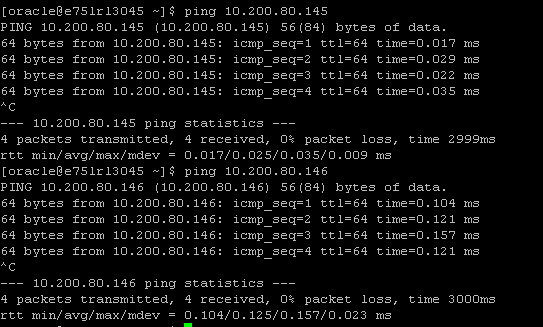 [oracle@e75lrl3045 ~]$ ping 10.200.80.145
PING 10.200.80.145 (10.200.80.145) 56(84) bytes of data.
64 bytes from 10.200.80.145: icmp_seq=1 ttl=64 time=0.017 ms
64 bytes from 10.200.80.145: icmp_seq=2 ttl=64 time=0.029 ms
64 bytes from 10.200.80.145: icmp_seq=3 ttl=64 time=0.022 ms
64 bytes from 10.200.80.145: icmp_seq=4 ttl=64 time=0.035 ms
^C
--- 10.200.80.145 ping statistics ---
4 packets transmitted, 4 received, 0% packet loss, time 2999ms
rtt min/avg/max/mdev = 0.017/0.025/0.035/0.009 ms
[oracle@e75lrl3045 ~]$ ping 10.200.80.146
PING 10.200.80.146 (10.200.80.146) 56(84) bytes of data.
64 bytes from 10.200.80.146: icmp_seq=1 ttl=64 time=0.104 ms
64 bytes from 10.200.80.146: icmp_seq=2 ttl=64 time=0.121 ms
64 bytes from 10.200.80.146: icmp_seq=3 ttl=64 time=0.157 ms
64 bytes from 10.200.80.146: icmp_seq=4 ttl=64 time=0.121 ms
^C
--- 10.200.80.146 ping statistics ---
4 packets transmitted, 4 received, 0% packet loss, time 3000ms
rtt min/avg/max/mdev = 0.104/0.125/0.157/0.023 ms